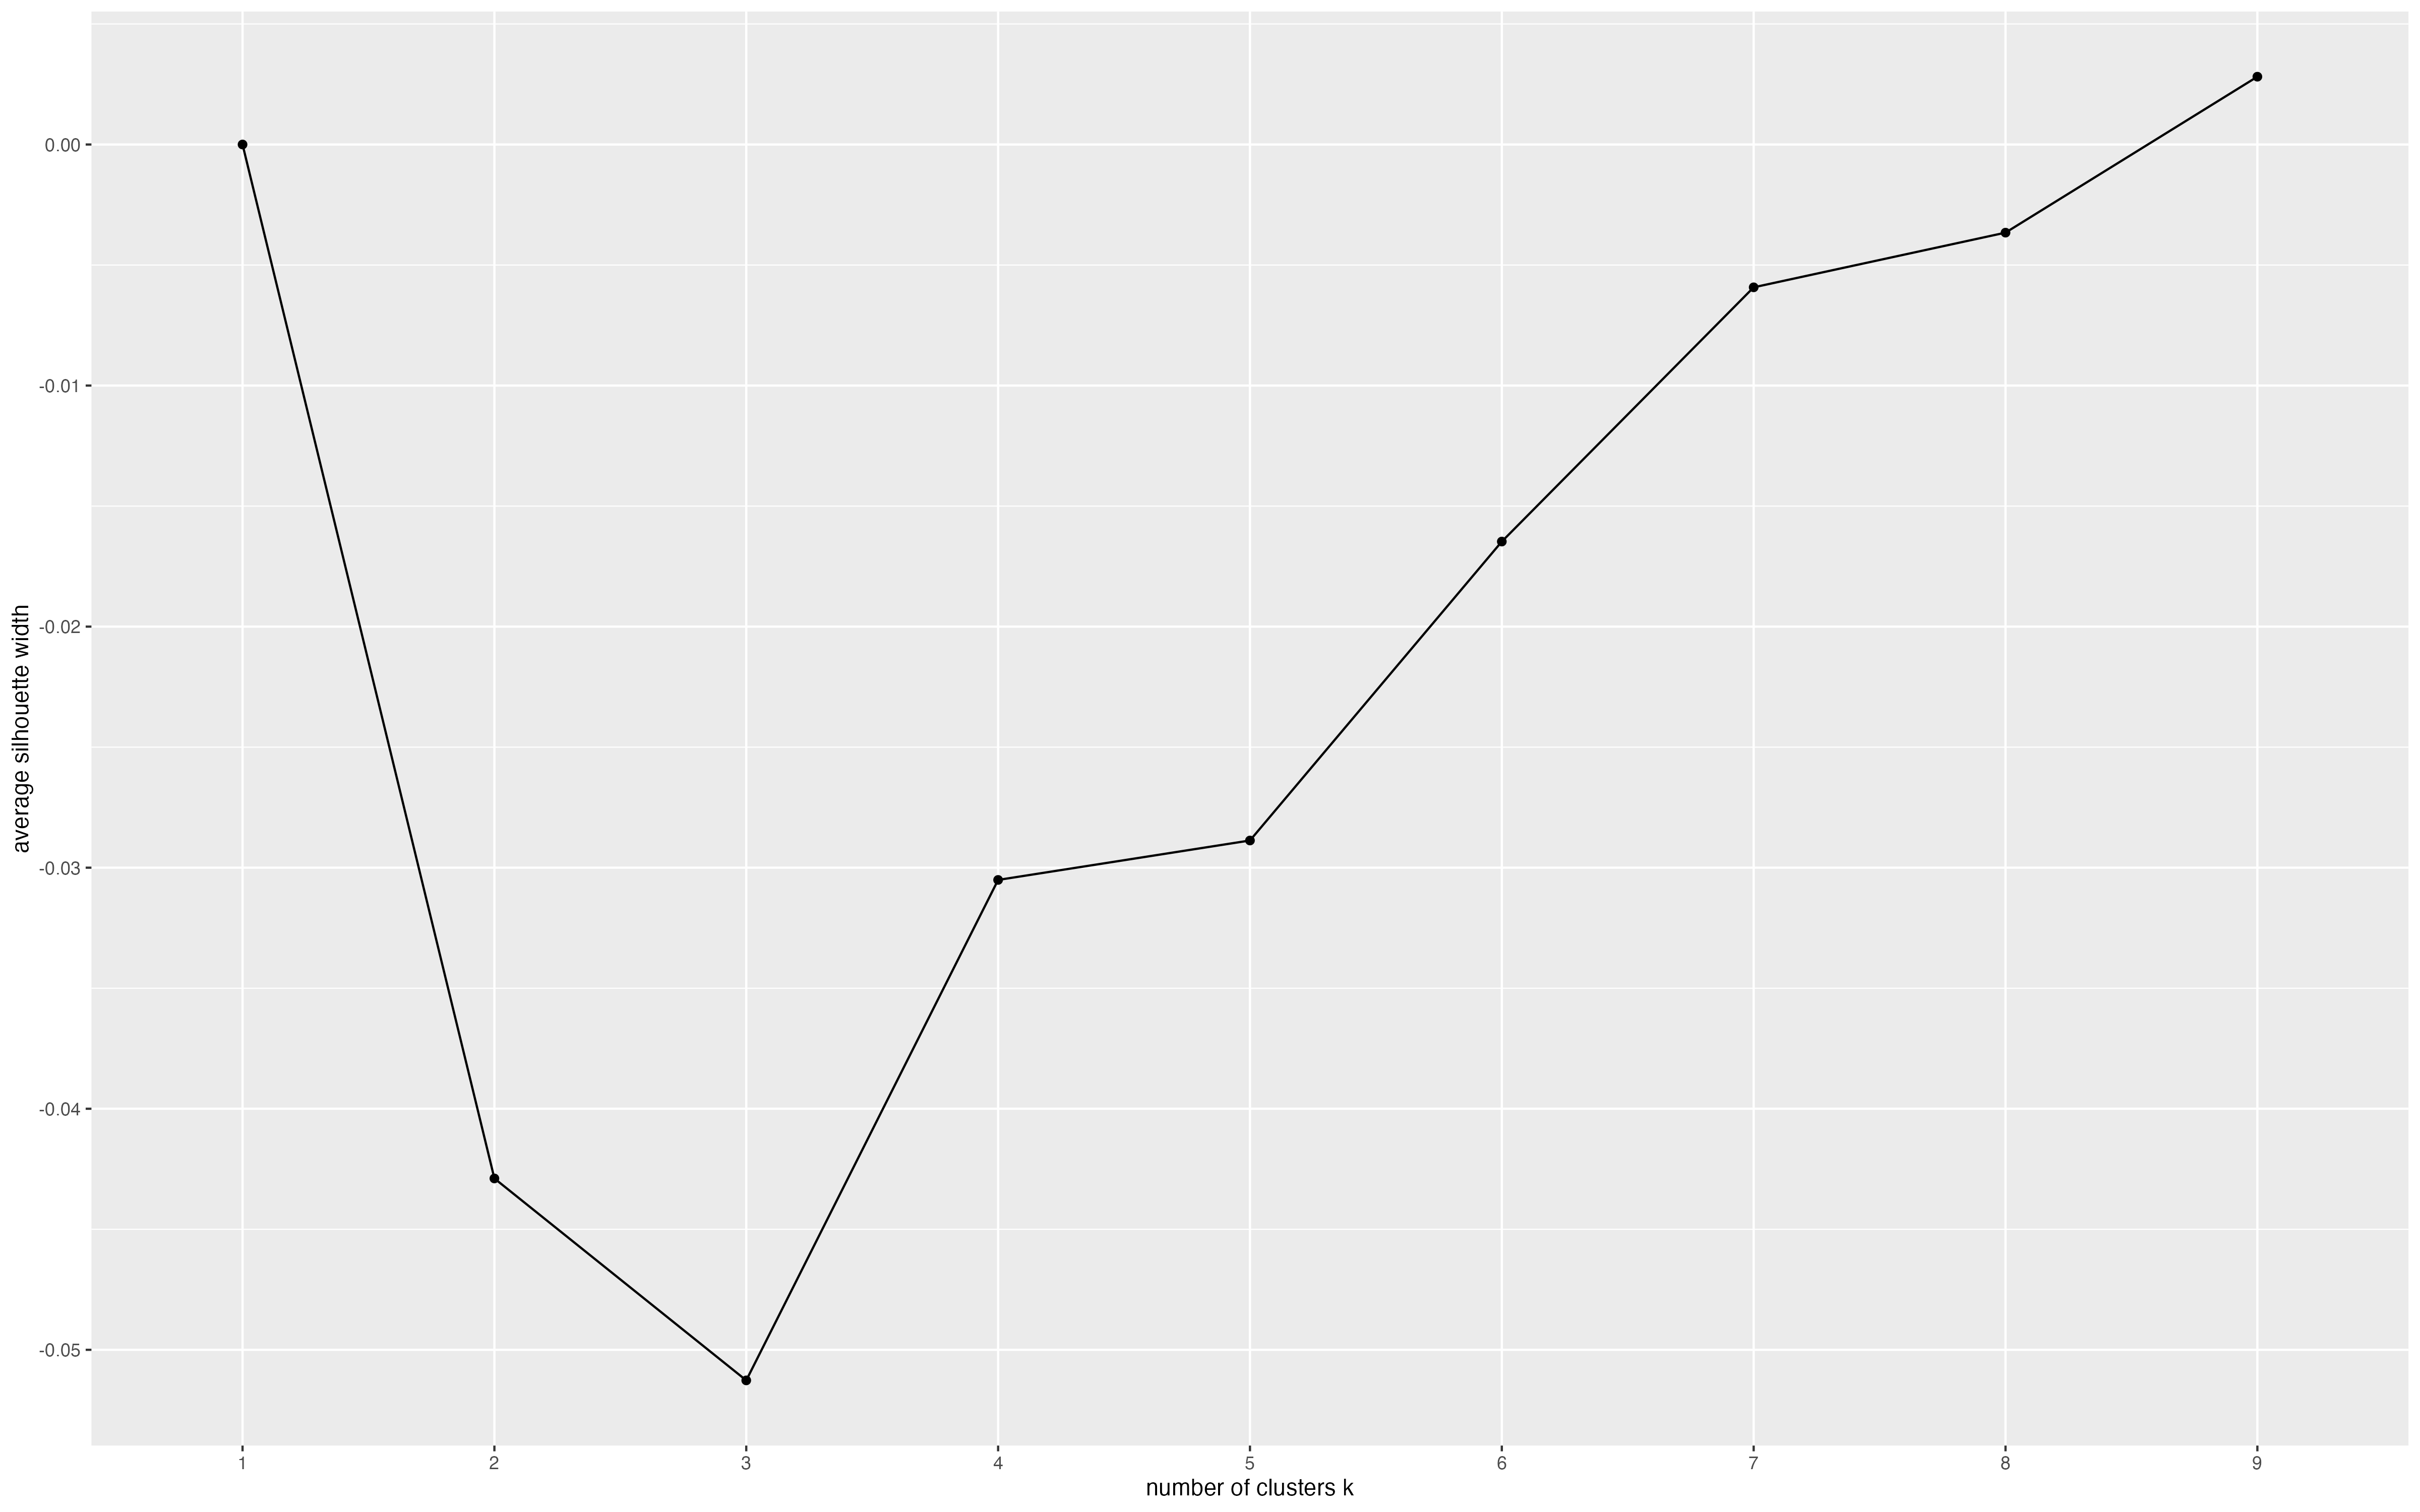 average silhouette width
0.00
-0.01
-0.02
-0.03
-0.04
-0.05
1 2 3 4 5 6 7 8 9
number of clusters k